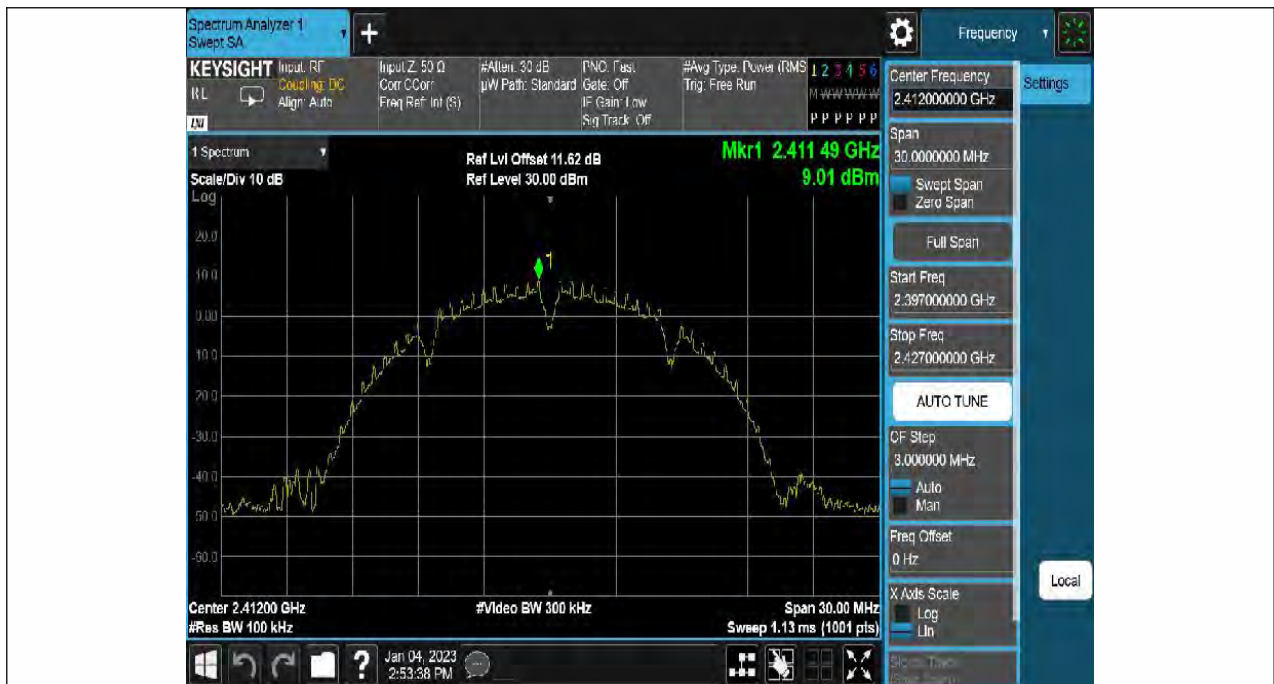 Spectrum Analyzer 1
Swept SA
+
Frequency
KEYSIGHT
RL
LXI
Input: RF
Coupling: DC
Align: Auto
Input Z: 50 Ω
Corr CCorr
Freq Ref: Int (S)
#Atten: 30 dB
µW Path: Standard
PNO: Fast
Gate: Off
IF Gain: Low
Sig Track: Off
#Avg Type: Power (RMS
Trig: Free Run
1 2 3 4 5 6
M W W W W W
P P P P P P
1 Spectrum
Scale/Div 10 dB
Log
Ref Lvl Offset 11.62 dB
Ref Level 30.00 dBm
Mkr1 2.411 49 GHz
9.01 dBm
20.0
10.0
0.00
10.0
20.0
-30.0
-40.0
50.0
-60.0
1
Center 2.41200 GHz
#Res BW 100 kHz
#Video BW 300 kHz
Span 30.00 MHz
Sweep 1.13 ms (1001 pts)
Center Frequency
2.412000000 GHz
Settings
Span
30.0000000 MHz
Swept Span
Zero Span
Full Span
Start Freq
2.397000000 GHz
Stop Freq
2.427000000 GHz
AUTO TUNE
CF Step
3.000000 MHz
Auto
Man
Freq Offset
0 Hz
X Axis Scale
Log
Lin
Local
?
Jan 04, 2023
2:53:38 PM